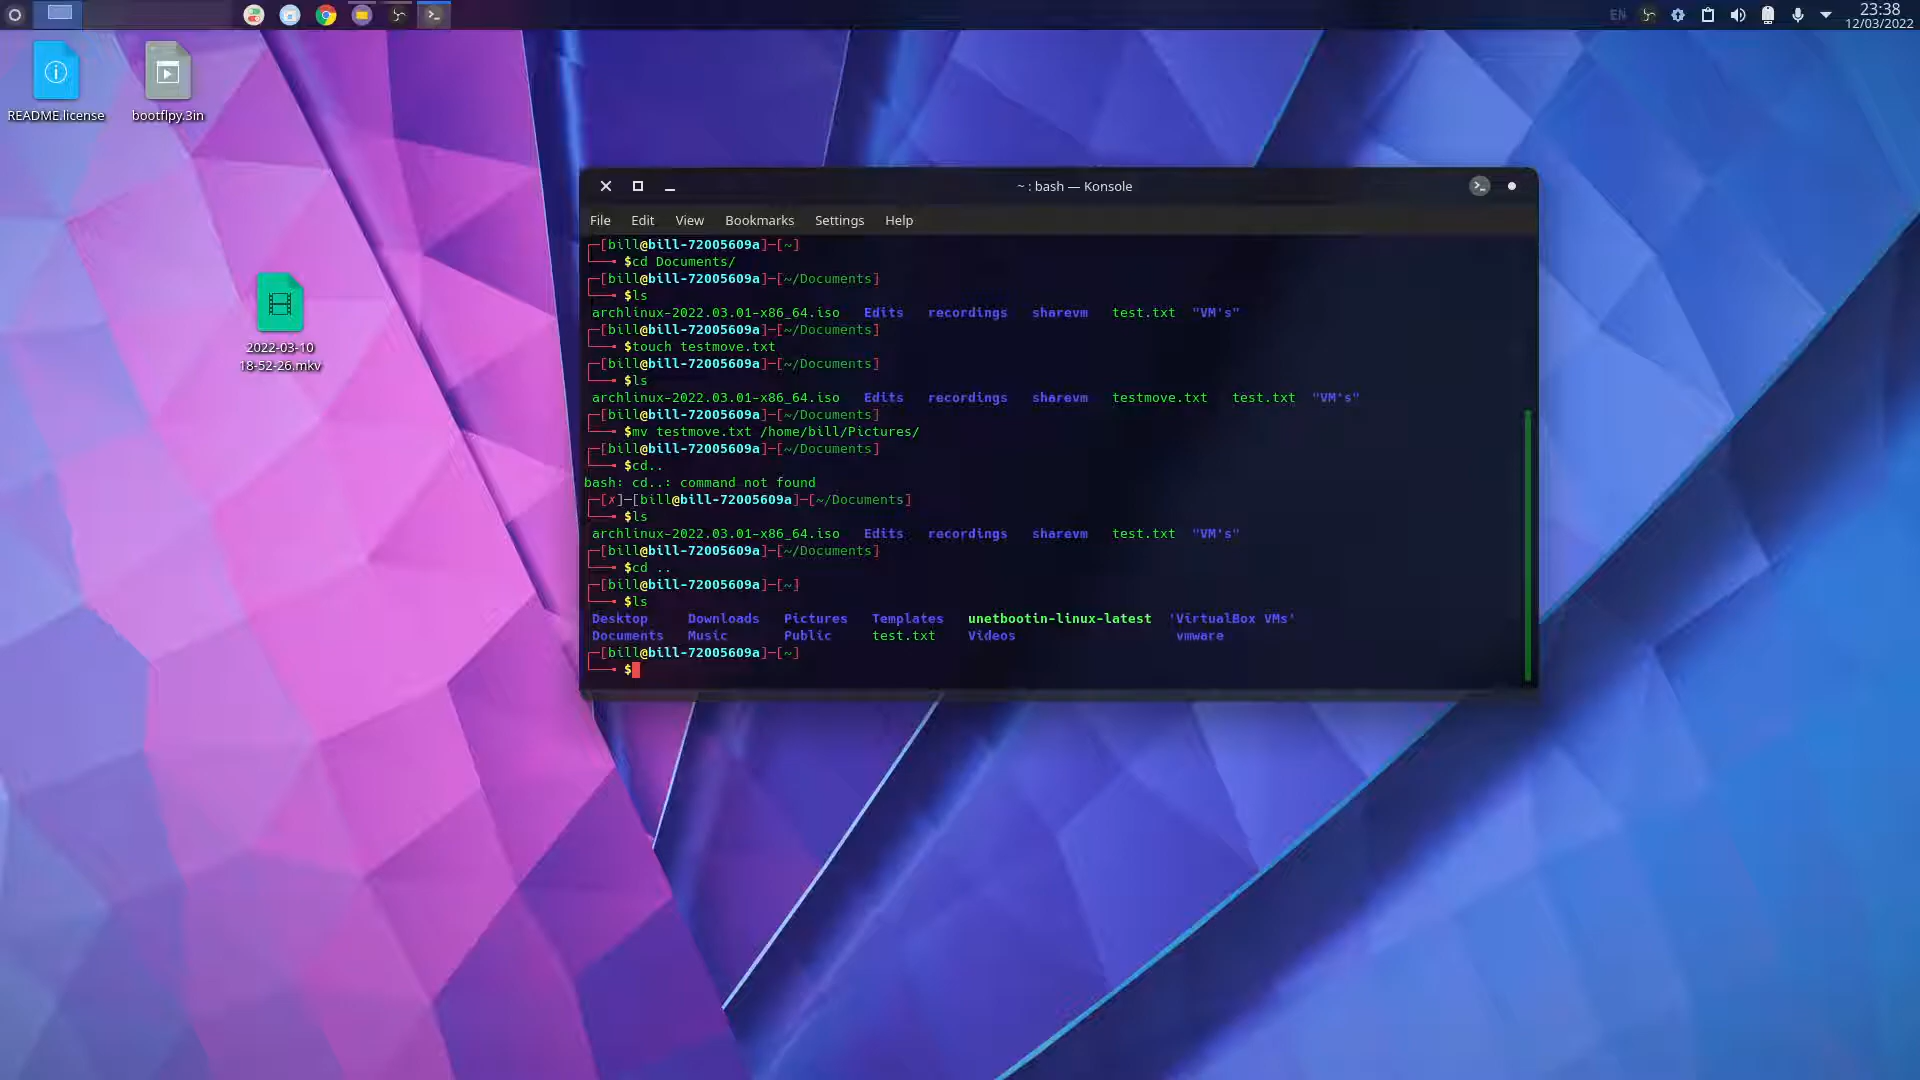 EN
23:38
12/03/2022
README.license
bootflpy.3in
2022-03-10
18-52-26.mkv
~ : bash — Konsole
File Edit View Bookmarks Settings Help
┌─[bill@bill-72005609a]─[~]
└──╼ $cd Documents/
┌─[bill@bill-72005609a]─[~/Documents]
└──╼ $ls
archlinux-2022.03.01-x86_64.iso Edits recordings sharevm test.txt "VM's"
┌─[bill@bill-72005609a]─[~/Documents]
└──╼ $touch testmove.txt
┌─[bill@bill-72005609a]─[~/Documents]
└──╼ $ls
archlinux-2022.03.01-x86_64.iso Edits recordings sharevm testmove.txt test.txt "VM's"
┌─[bill@bill-72005609a]─[~/Documents]
└──╼ $mv testmove.txt /home/bill/Pictures/
┌─[bill@bill-72005609a]─[~/Documents]
└──╼ $cd..
bash: cd..: command not found
┌─[✗]─[bill@bill-72005609a]─[~/Documents]
└──╼ $ls
archlinux-2022.03.01-x86_64.iso Edits recordings sharevm test.txt "VM's"
┌─[bill@bill-72005609a]─[~/Documents]
└──╼ $cd ..
┌─[bill@bill-72005609a]─[~]
└──╼ $ls
Desktop Downloads Pictures Templates unetbootin-linux-latest 'VirtualBox VMs'
Documents Music Public test.txt Videos vmware
┌─[bill@bill-72005609a]─[~]
└──╼ $